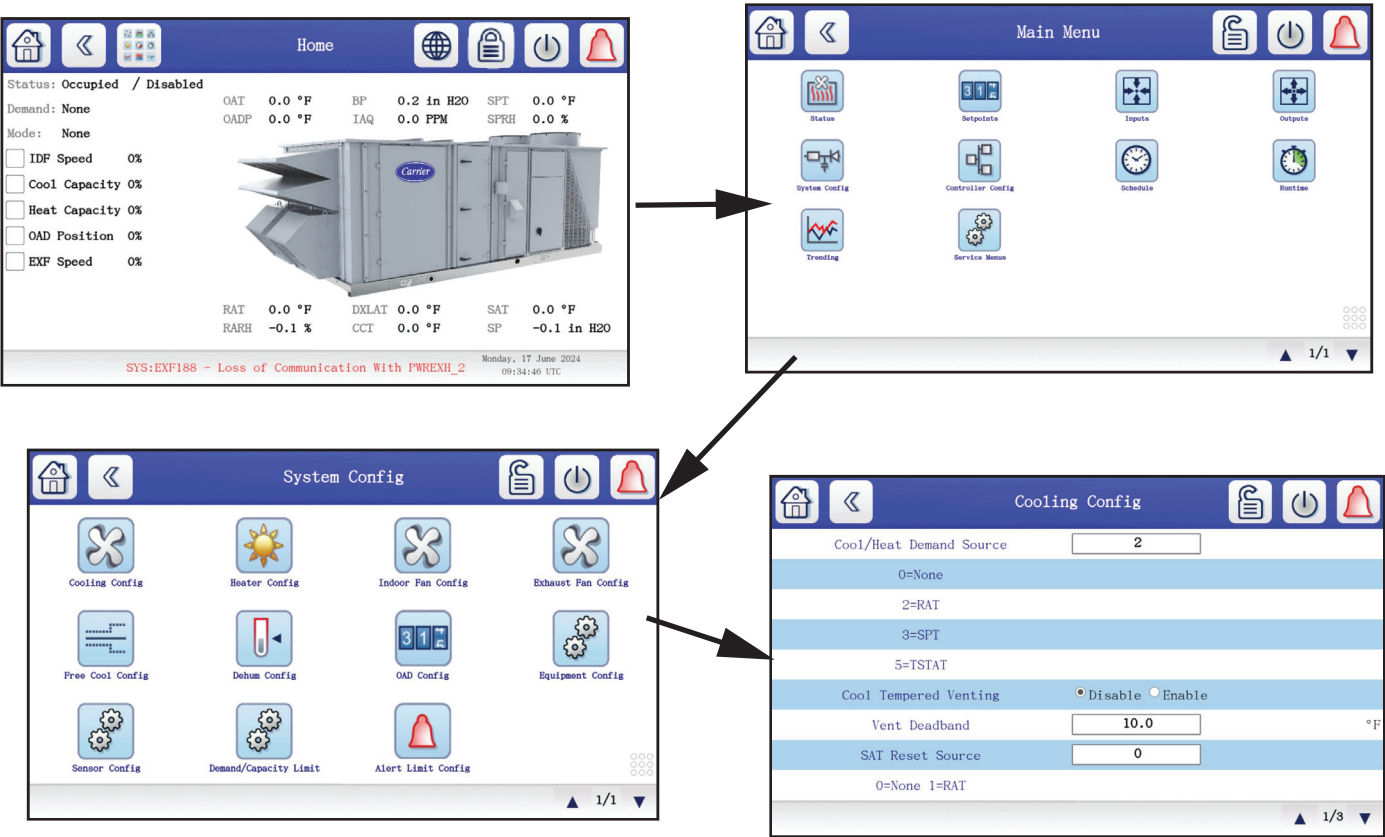 Home
Status: Occupied / Disabled
Demand: None
Mode: None
IDF Speed 0%
Cool Capacity 0%
Heat Capacity 0%
OAD Position 0%
EXF Speed 0%
OAT 0.0 °F BP 0.2 in H2O SPT 0.0 °F
OADP 0.0 °F IAQ 0.0 PPM SPRH 0.0 %
Carrier
RAT 0.0 °F DXLAT 0.0 °F SAT 0.0 °F
RARH -0.1 % CCT 0.0 °F SP -0.1 in H2O
SYS:EXF188 - Loss of Communication With PWREXH_2
Monday, 17 June 2024
09:34:46 UTC
Main Menu
3 1
Status Setpoints Inputs Outputs
System Config Controller Config Schedule Runtime
Trending Service Menus
1/1
System Config
Cooling Config Heater Config Indoor Fan Config Exhaust Fan Config
3 1 4 5
Free Cool Config Dehum Config OAD Config Equipment Config
Sensor Config Demand/Capacity Limit Alert Limit Config
1/1
Cooling Config
Cool/Heat Demand Source 2
0=None
2=RAT
3=SPT
5=TSTAT
Cool Tempered Venting Disable Enable
Vent Deadband 10.0 °F
SAT Reset Source 0
0=None 1=RAT
1/3